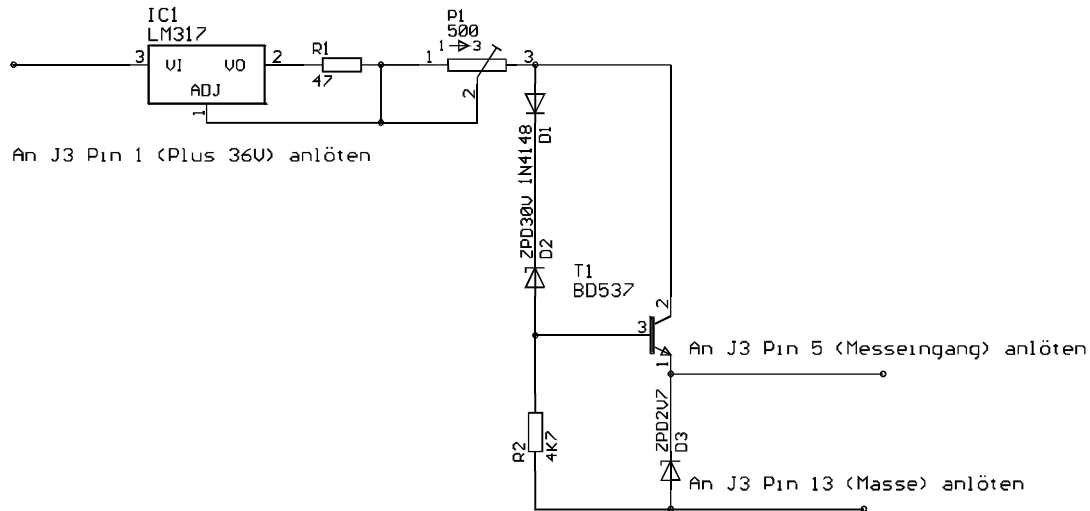 IC1
LM317
3 VI VO 2
ADJ
1
R1
47
P1
500
1 3
1 3
2
An J3 Pin 1 (Plus 36V) anlöten
D1
1N4148
D2
ZPD30V
T1
BD537
2
3
1
An J3 Pin 5 (Messeingang) anlöten
R2
4K7
ZPD2V7
D3
An J3 Pin 13 (Masse) anlöten